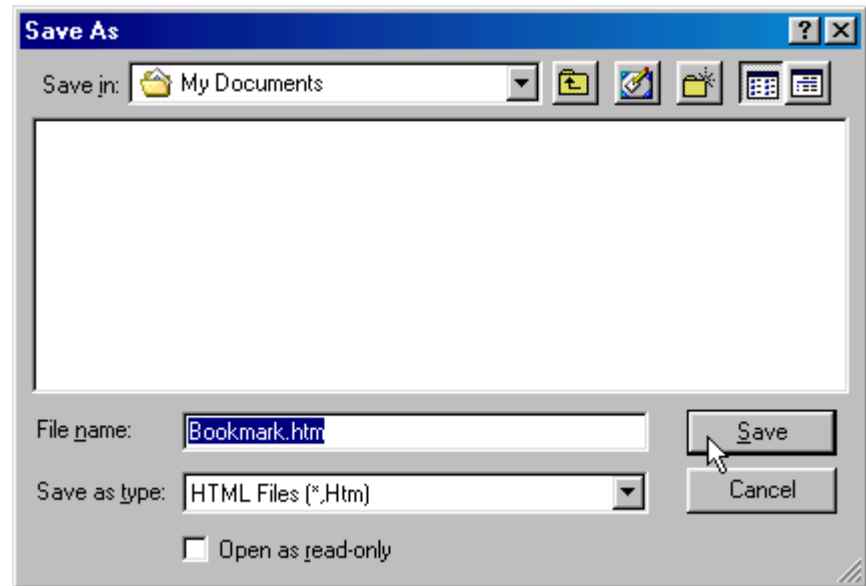 Save As
Save in: My Documents
File name: Bookmark.htm
Save
Save as type: HTML Files (*,Htm)
Cancel
Open as read-only